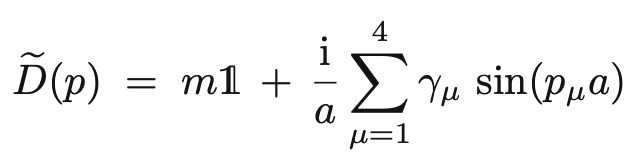 D̃(p) = m𝟙 + i/a ∑_{μ=1}^{4} γ_μ sin(p_μ a)